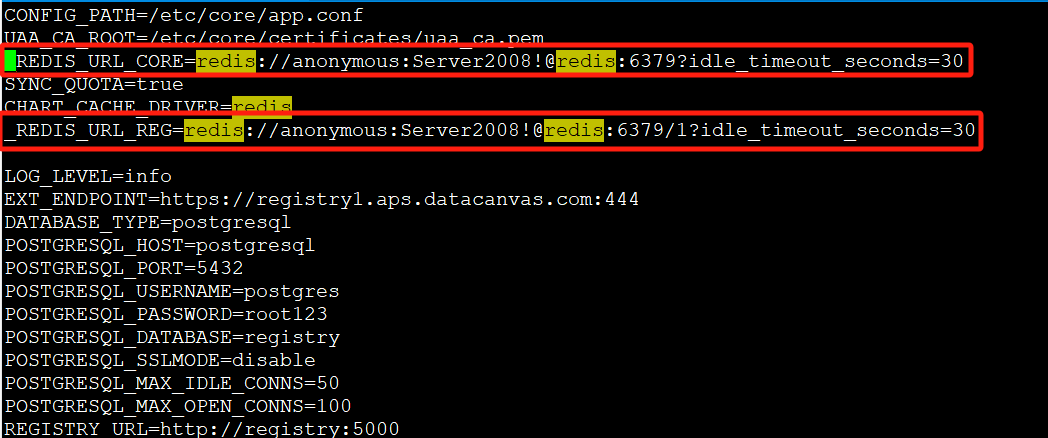 CONFIG_PATH=/etc/core/app.conf
UAA_CA_ROOT=/etc/core/certificates/uaa_ca.pem
_REDIS_URL_CORE=redis://anonymous:Server2008!@redis:6379?idle_timeout_seconds=30
SYNC_QUOTA=true
CHART_CACHE_DRIVER=redis
_REDIS_URL_REG=redis://anonymous:Server2008!@redis:6379/1?idle_timeout_seconds=30
LOG_LEVEL=info
EXT_ENDPOINT=https://registry1.aps.datacanvas.com:444
DATABASE_TYPE=postgresql
POSTGRESQL_HOST=postgresql
POSTGRESQL_PORT=5432
POSTGRESQL_USERNAME=postgres
POSTGRESQL_PASSWORD=root123
POSTGRESQL_DATABASE=registry
POSTGRESQL_SSLMODE=disable
POSTGRESQL_MAX_IDLE_CONNS=50
POSTGRESQL_MAX_OPEN_CONNS=100
REGISTRY_URL=http://registry:5000